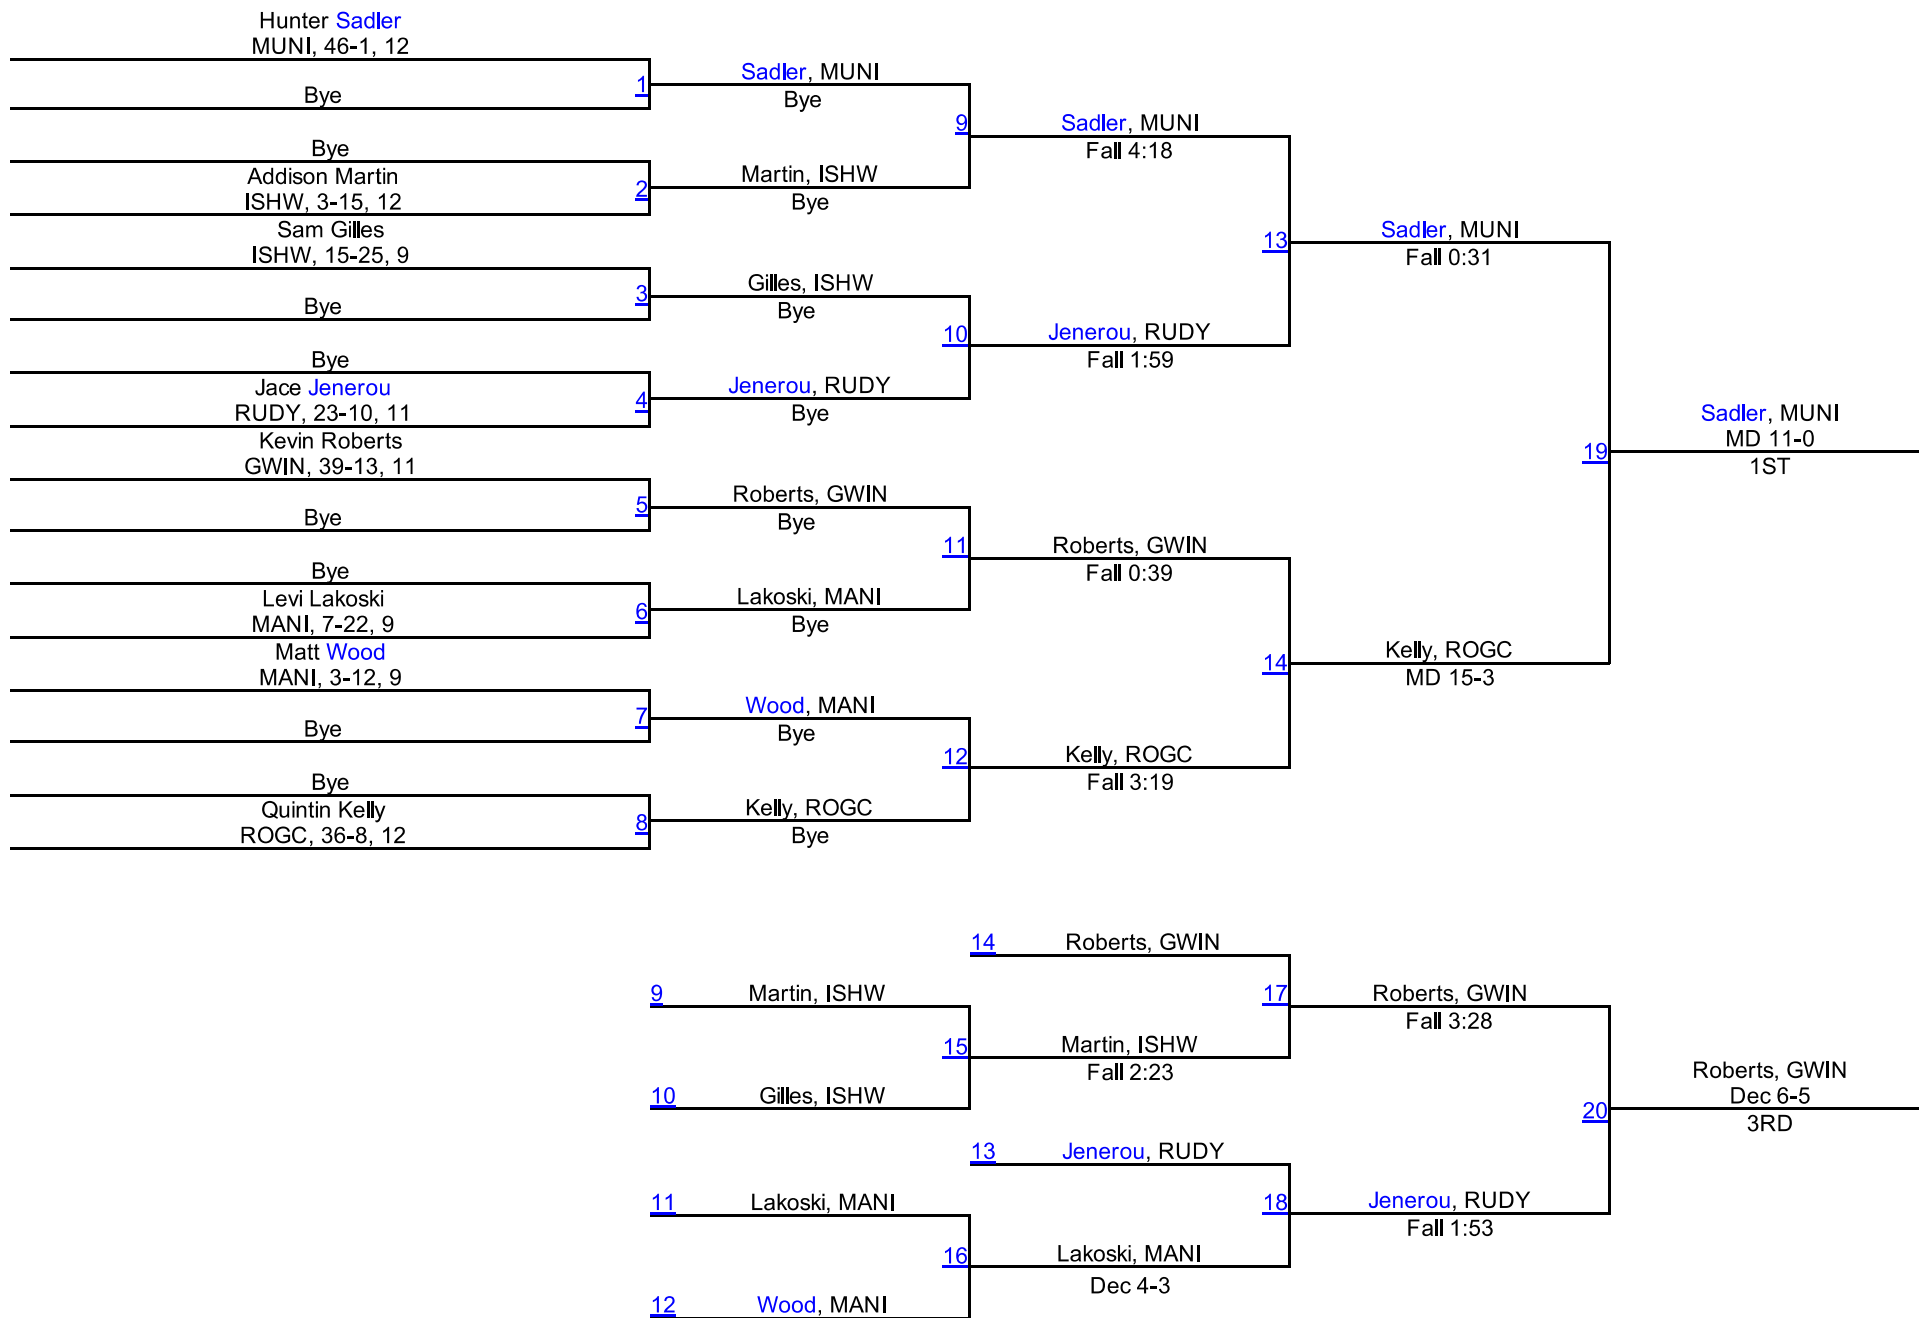 Hunter Sadler
MUNI, 46-1, 12
1
Bye
Sadler, MUNI
Bye
9
Sadler, MUNI
Fall 4:18
Bye
Addison Martin
ISHW, 3-15, 12
2
Martin, ISHW
Bye
Sam Gilles
ISHW, 15-25, 9
13
Sadler, MUNI
Fall 0:31
3
Bye
Gilles, ISHW
Bye
10
Jenerou, RUDY
Fall 1:59
Bye
Jace Jenerou
RUDY, 23-10, 11
4
Jenerou, RUDY
Bye
Kevin Roberts
GWIN, 39-13, 11
19
Sadler, MUNI
MD 11-0
1ST
5
Bye
Roberts, GWIN
Bye
11
Roberts, GWIN
Fall 0:39
Bye
Levi Lakoski
MANI, 7-22, 9
6
Lakoski, MANI
Bye
Matt Wood
MANI, 3-12, 9
14
Kelly, ROGC
MD 15-3
7
Bye
Wood, MANI
Bye
12
Kelly, ROGC
Fall 3:19
Bye
Quintin Kelly
ROGC, 36-8, 12
8
Kelly, ROGC
Bye
14
Roberts, GWIN
9
Martin, ISHW
17
Roberts, GWIN
Fall 3:28
15
Martin, ISHW
Fall 2:23
10
Gilles, ISHW
20
Roberts, GWIN
Dec 6-5
3RD
13
Jenerou, RUDY
11
Lakoski, MANI
18
Jenerou, RUDY
Fall 1:53
16
Lakoski, MANI
Dec 4-3
12
Wood, MANI